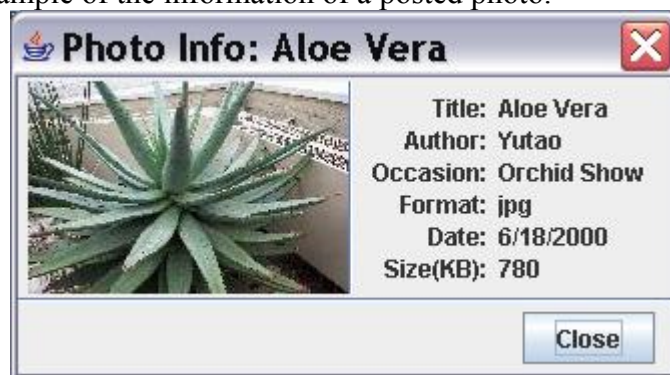 ample of the information of a posted photo.
Photo Info: Aloe Vera
Title: Aloe Vera
Author: Yutao
Occasion: Orchid Show
Format: jpg
Date: 6/18/2000
Size(KB): 780
Close